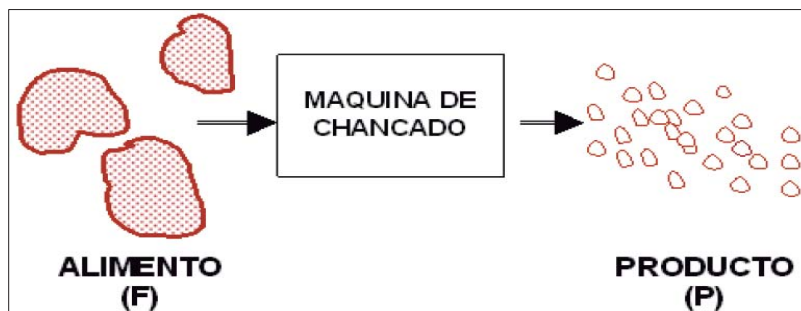 MAQUINA DE
CHANCADO
ALIMENTO
(F)
PRODUCTO
(P)